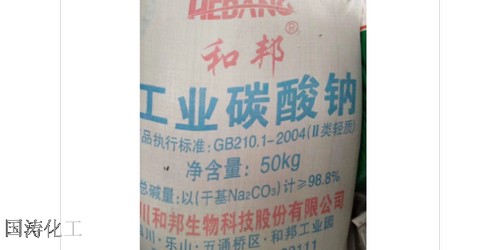 HEBANG
和邦®
工业碳酸钠
品执行标准:GB210.1-2004(II类轻质)
净含量: 50kg
总碱量:以(干基Na₂CO₃)计≥98.8%
川和邦生物科技股份有限公司
四川·乐山·五通桥区·和邦工业园
国涛化工